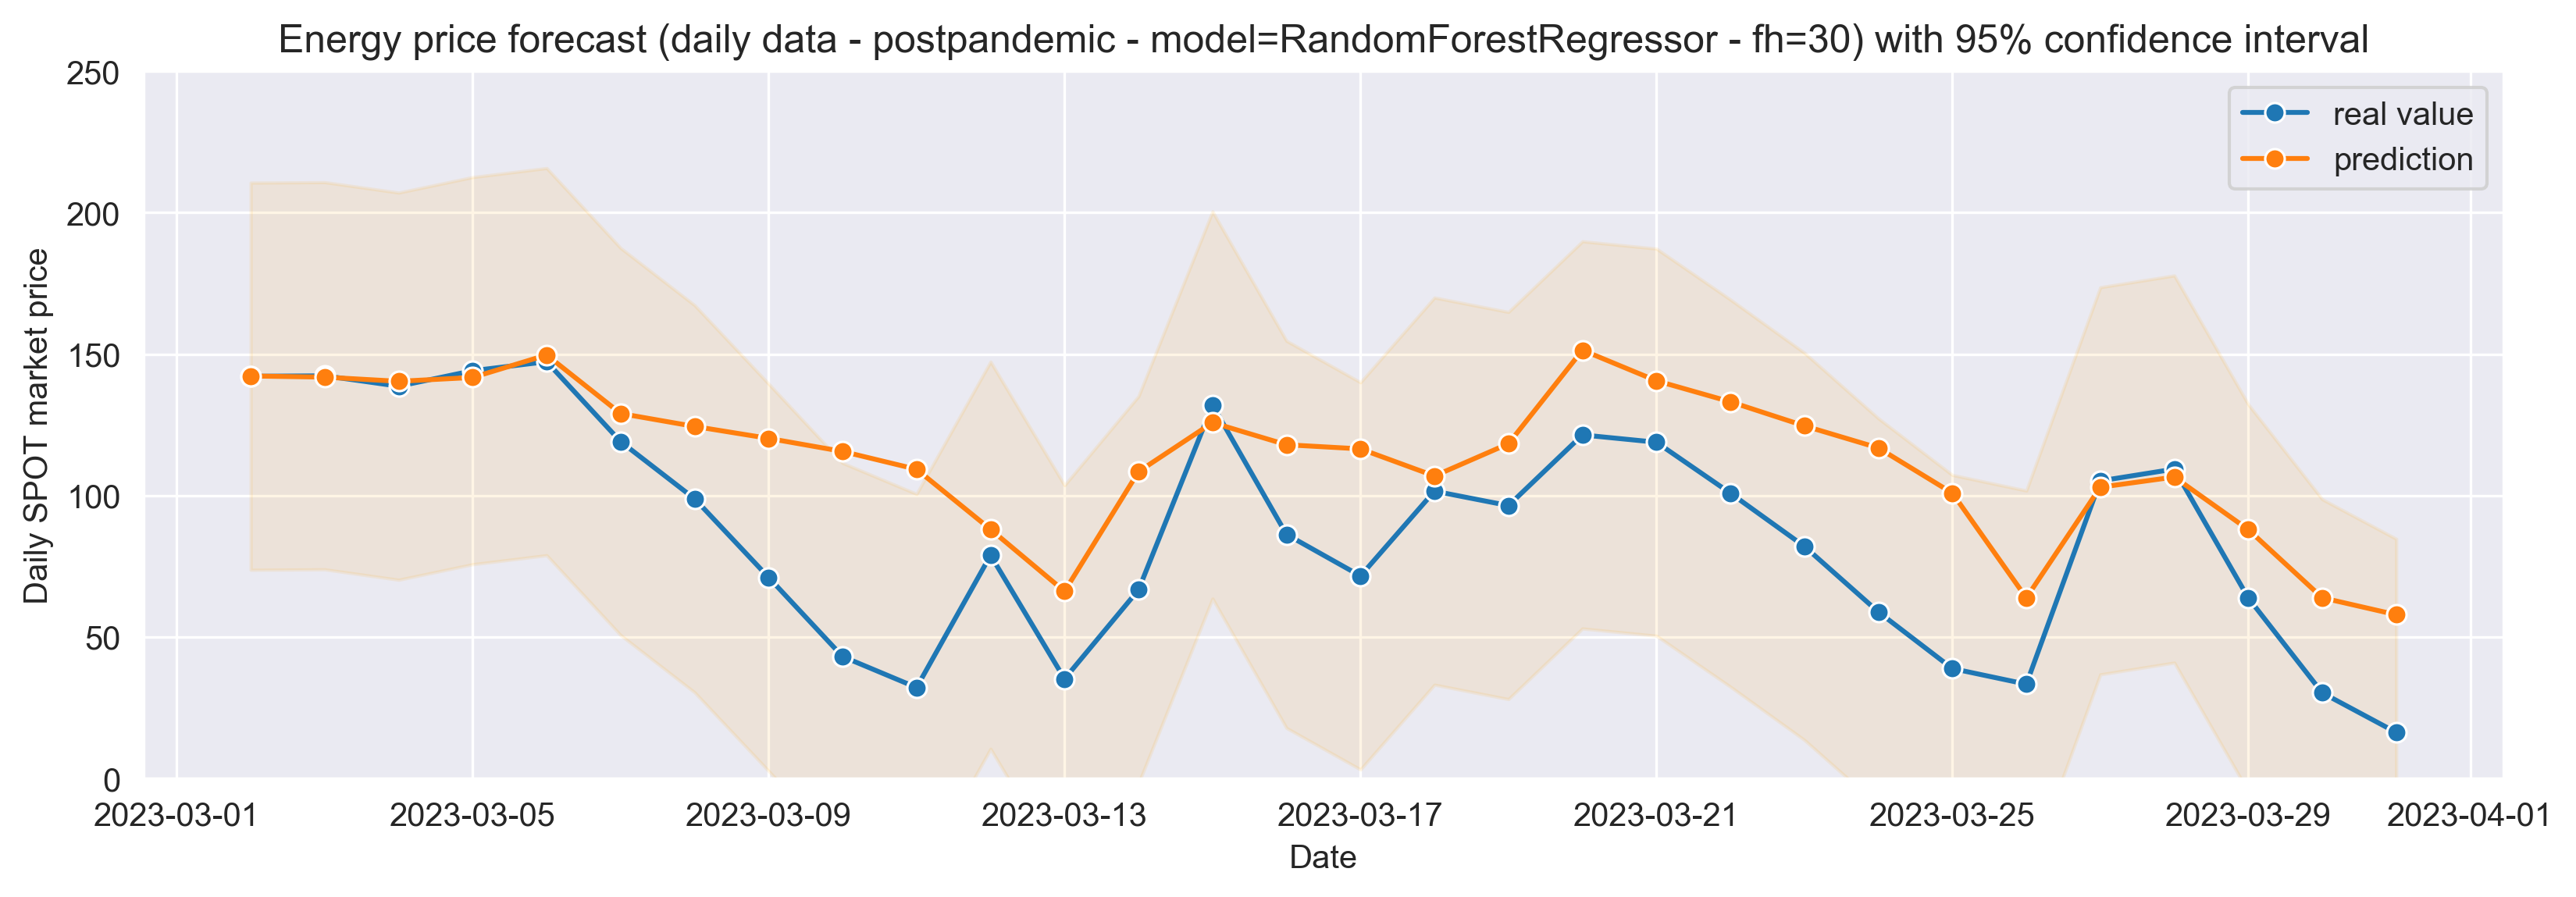 Energy price forecast (daily data - postpandemic - model=RandomForestRegressor - fh=30) with 95% confidence interval
250
200
150
100
50
0
Daily SPOT market price
real value
prediction
2023-03-01 2023-03-05 2023-03-09 2023-03-13 2023-03-17 2023-03-21 2023-03-25 2023-03-29 2023-04-01
Date